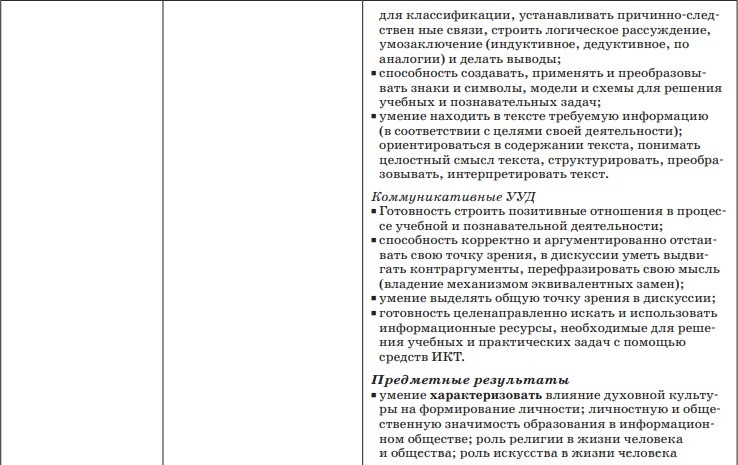 для классификации, устанавливать причинно-след-
ствен ные связи, строить логическое рассуждение,
умозаключение (индуктивное, дедуктивное, по
аналогии) и делать выводы;
▪ способность создавать, применять и преобразовы-
вать знаки и символы, модели и схемы для решения
учебных и познавательных задач;
▪ умение находить в тексте требуемую информацию
(в соответствии с целями своей деятельности);
ориентироваться в содержании текста, понимать
целостный смысл текста, структурировать, преобра-
зовывать, интерпретировать текст.
Коммуникативные УУД
▪ Готовность строить позитивные отношения в процес-
се учебной и познавательной деятельности;
▪ способность корректно и аргументированно отстаи-
вать свою точку зрения, в дискуссии уметь выдви-
гать контраргументы, перефразировать свою мысль
(владение механизмом эквивалентных замен);
▪ умение выделять общую точку зрения в дискуссии;
▪ готовность целенаправленно искать и использовать
информационные ресурсы, необходимые для реше-
ния учебных и практических задач с помощью
средств ИКТ.
Предметные результаты
▪ умение характеризовать влияние духовной культу-
ры на формирование личности; личностную и обще-
ственную значимость образования в информацион-
ном обществе; роль религии в жизни человека
и общества; роль искусства в жизни человека